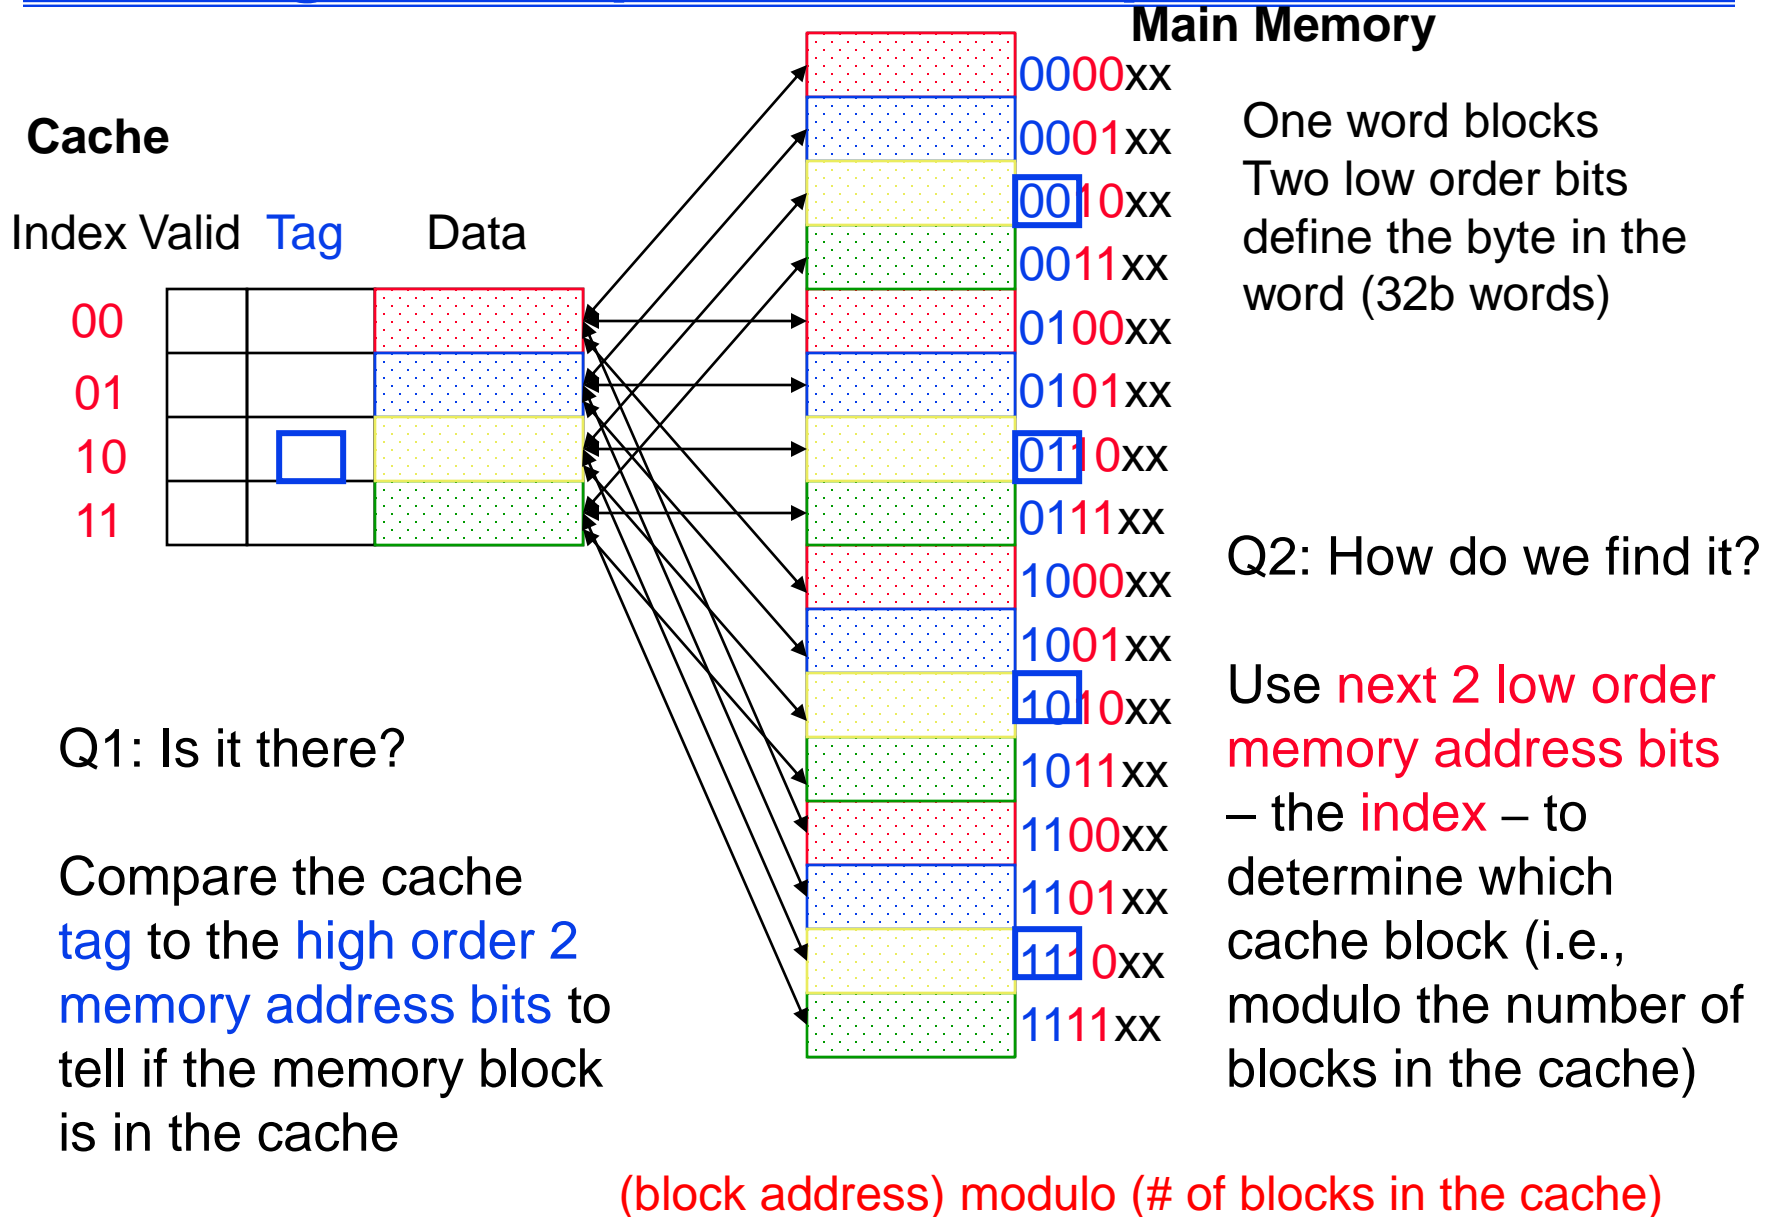 Main Memory
Cache
Index Valid Tag Data
00
01
10
11
0000xx
0001xx
0010xx
0011xx
0100xx
0101xx
0110xx
0111xx
1000xx
1001xx
1010xx
1011xx
1100xx
1101xx
1110xx
1111xx
One word blocks
Two low order bits
define the byte in the
word (32b words)
Q1: Is it there?
Compare the cache
tag to the high order 2
memory address bits to
tell if the memory block
is in the cache
Q2: How do we find it?
Use next 2 low order
memory address bits
– the index – to
determine which
cache block (i.e.,
modulo the number of
blocks in the cache)
(block address) modulo (# of blocks in the cache)